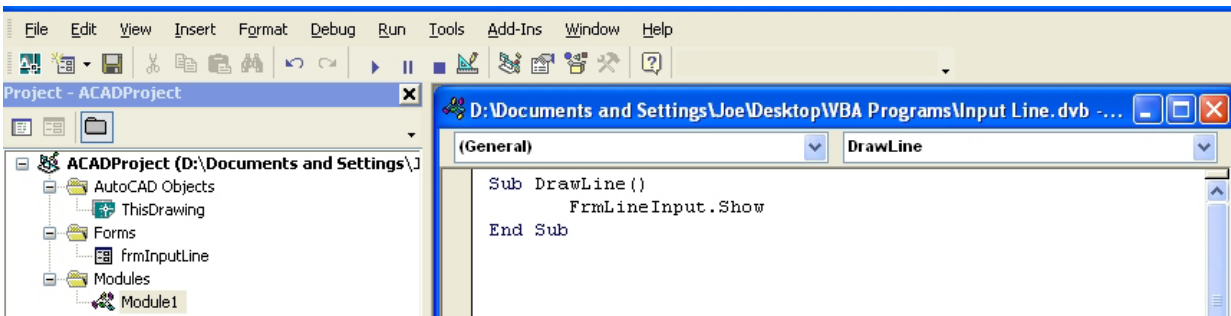 File Edit View Insert Format Debug Run Tools Add-Ins Window Help
Project - ACADProject
ACADProject (D:\Documents and Settings\J
AutoCAD Objects
ThisDrawing
Forms
frmInputLine
Modules
Module1
D:\Documents and Settings\Joe\Desktop\VBA Programs\Input Line.dvb -...
(General) DrawLine
Sub DrawLine()
FrmLineInput.Show
End Sub